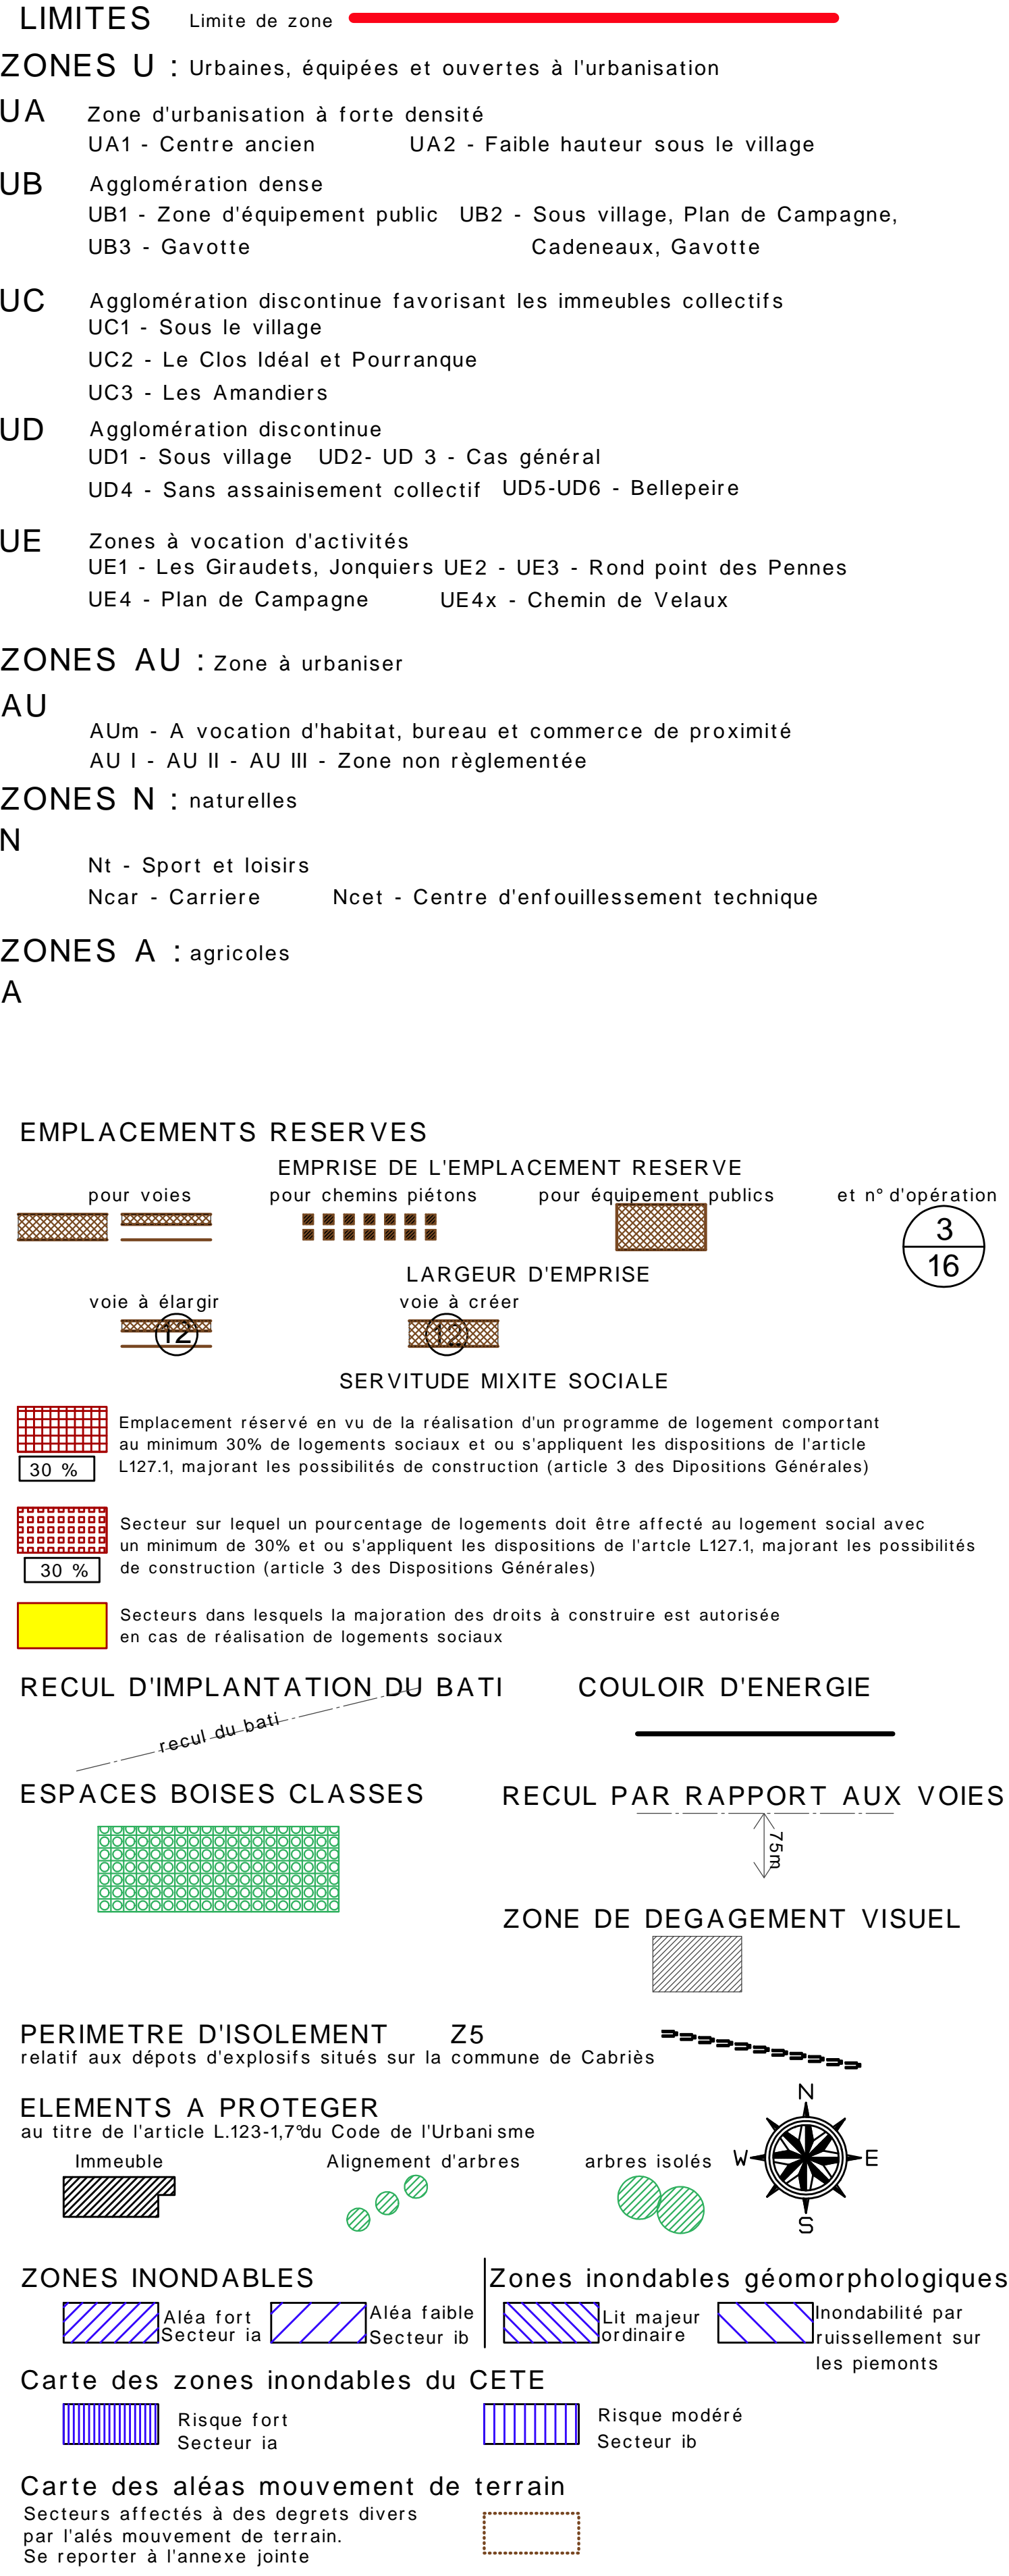 LIMITES Limite de zone
ZONES U : Urbaines, équipées et ouvertes à l'urbanisation
UA Zone d'urbanisation à forte densité
UA1 - Centre ancien UA2 - Faible hauteur sous le village
UB Agglomération dense
UB1 - Zone d'équipement public UB2 - Sous village, Plan de Campagne,
UB3 - Gavotte Cadeneaux, Gavotte
UC Agglomération discontinue favorisant les immeubles collectifs
UC1 - Sous le village
UC2 - Le Clos Idéal et Pourranque
UC3 - Les Amandiers
UD Agglomération discontinue
UD1 - Sous village UD2- UD 3 - Cas général
UD4 - Sans assainisement collectif UD5-UD6 - Bellepeire
UE Zones à vocation d'activités
UE1 - Les Giraudets, Jonquiers UE2 - UE3 - Rond point des Pennes
UE4 - Plan de Campagne UE4x - Chemin de Velaux
ZONES AU : Zone à urbaniser
AU
AUm - A vocation d'habitat, bureau et commerce de proximité
AU I - AU II - AU III - Zone non règlementée
ZONES N : naturelles
N
Nt - Sport et loisirs
Ncar - Carriere Ncet - Centre d'enfouillessement technique
ZONES A : agricoles
A
EMPLACEMENTS RESERVES
EMPRISE DE L'EMPLACEMENT RESERVE
pour voies pour chemins piétons pour équipement publics et n° d'opération
3
16
LARGEUR D'EMPRISE
voie à élargir voie à créer
12 12
SERVITUDE MIXITE SOCIALE
Emplacement réservé en vu de la réalisation d'un programme de logement comportant
au minimum 30% de logements sociaux et ou s'appliquent les dispositions de l'article
30 % L127.1, majorant les possibilités de construction (article 3 des Dipositions Générales)
Secteur sur lequel un pourcentage de logements doit être affecté au logement social avec
un minimum de 30% et ou s'appliquent les dispositions de l'artcle L127.1, majorant les possibilités
30 % de construction (article 3 des Dispositions Générales)
Secteurs dans lesquels la majoration des droits à construire est autorisée
en cas de réalisation de logements sociaux
RECUL D'IMPLANTATION DU BATI COULOIR D'ENERGIE
recul du bati
ESPACES BOISES CLASSES RECUL PAR RAPPORT AUX VOIES
75m
ZONE DE DEGAGEMENT VISUEL
PERIMETRE D'ISOLEMENT Z5
relatif aux dépots d'explosifs situés sur la commune de Cabriès
ELEMENTS A PROTEGER
au titre de l'article L.123-1,7°du Code de l'Urbanisme
Immeuble Alignement d'arbres arbres isolés
N
W E
S
ZONES INONDABLES Zones inondables géomorphologiques
Aléa fort Aléa faible Lit majeur Inondabilité par
Secteur ia Secteur ib ordinaire ruissellement sur
les piemonts
Carte des zones inondables du CETE
Risque fort Risque modéré
Secteur ia Secteur ib
Carte des aléas mouvement de terrain
Secteurs affectés à des degrets divers
par l'alés mouvement de terrain.
Se reporter à l'annexe jointe